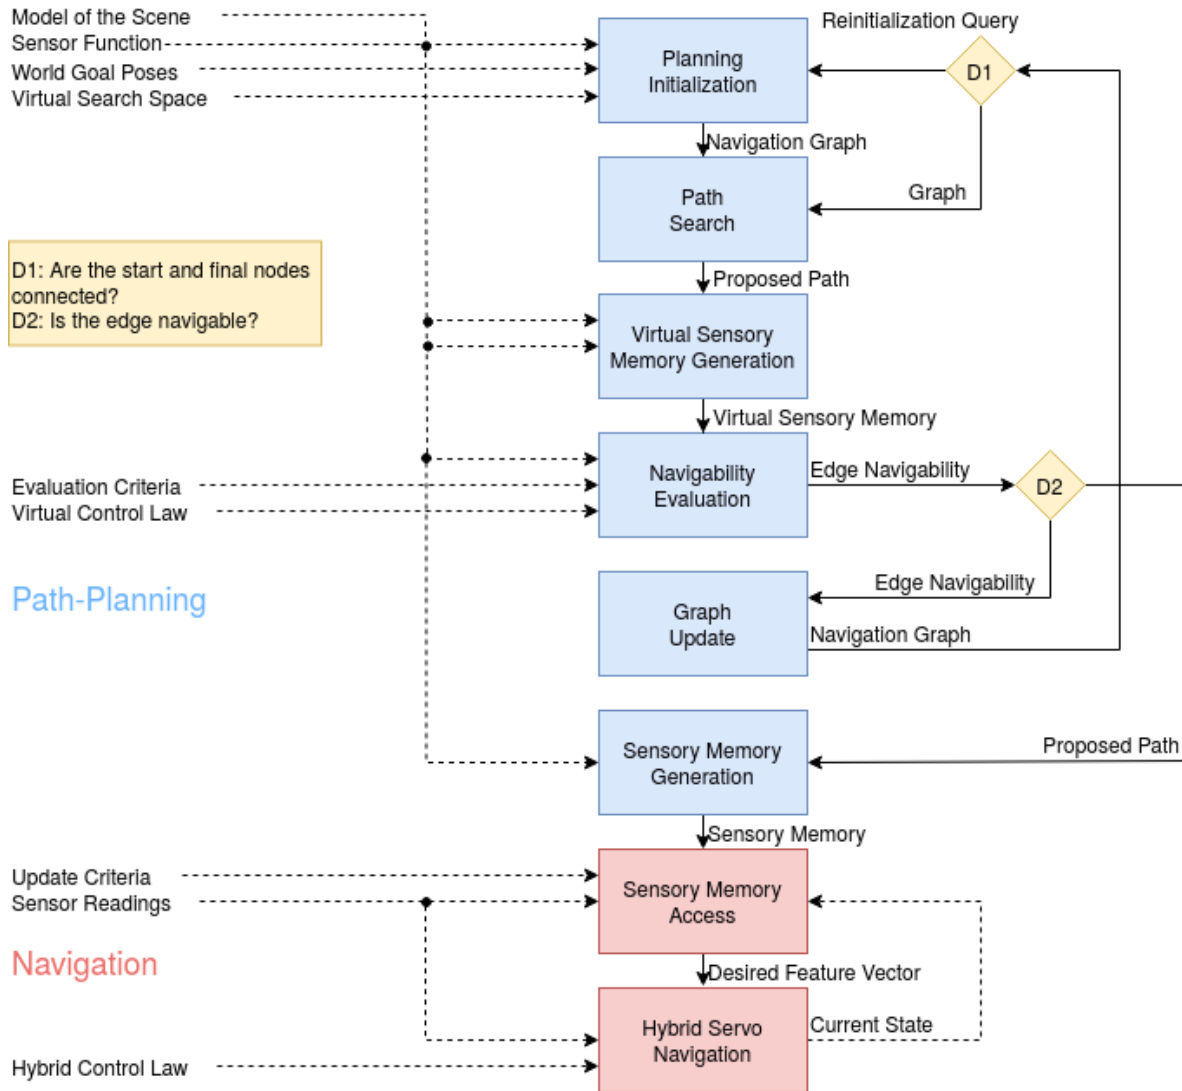 Model of the Scene
Sensor Function
World Goal Poses
Virtual Search Space
Reinitialization Query
Planning
Initialization
D1
Navigation Graph
Path
Search
Graph
D1: Are the start and final nodes
connected?
D2: Is the edge navigable?
Proposed Path
Virtual Sensory
Memory Generation
Virtual Sensory Memory
Evaluation Criteria
Virtual Control Law
Navigability
Evaluation
Edge Navigability
D2
Path-Planning
Edge Navigability
Graph
Update
Navigation Graph
Sensory Memory
Generation
Proposed Path
Sensory Memory
Update Criteria
Sensor Readings
Sensory Memory
Access
Navigation
Desired Feature Vector
Hybrid Servo
Navigation
Current State
Hybrid Control Law